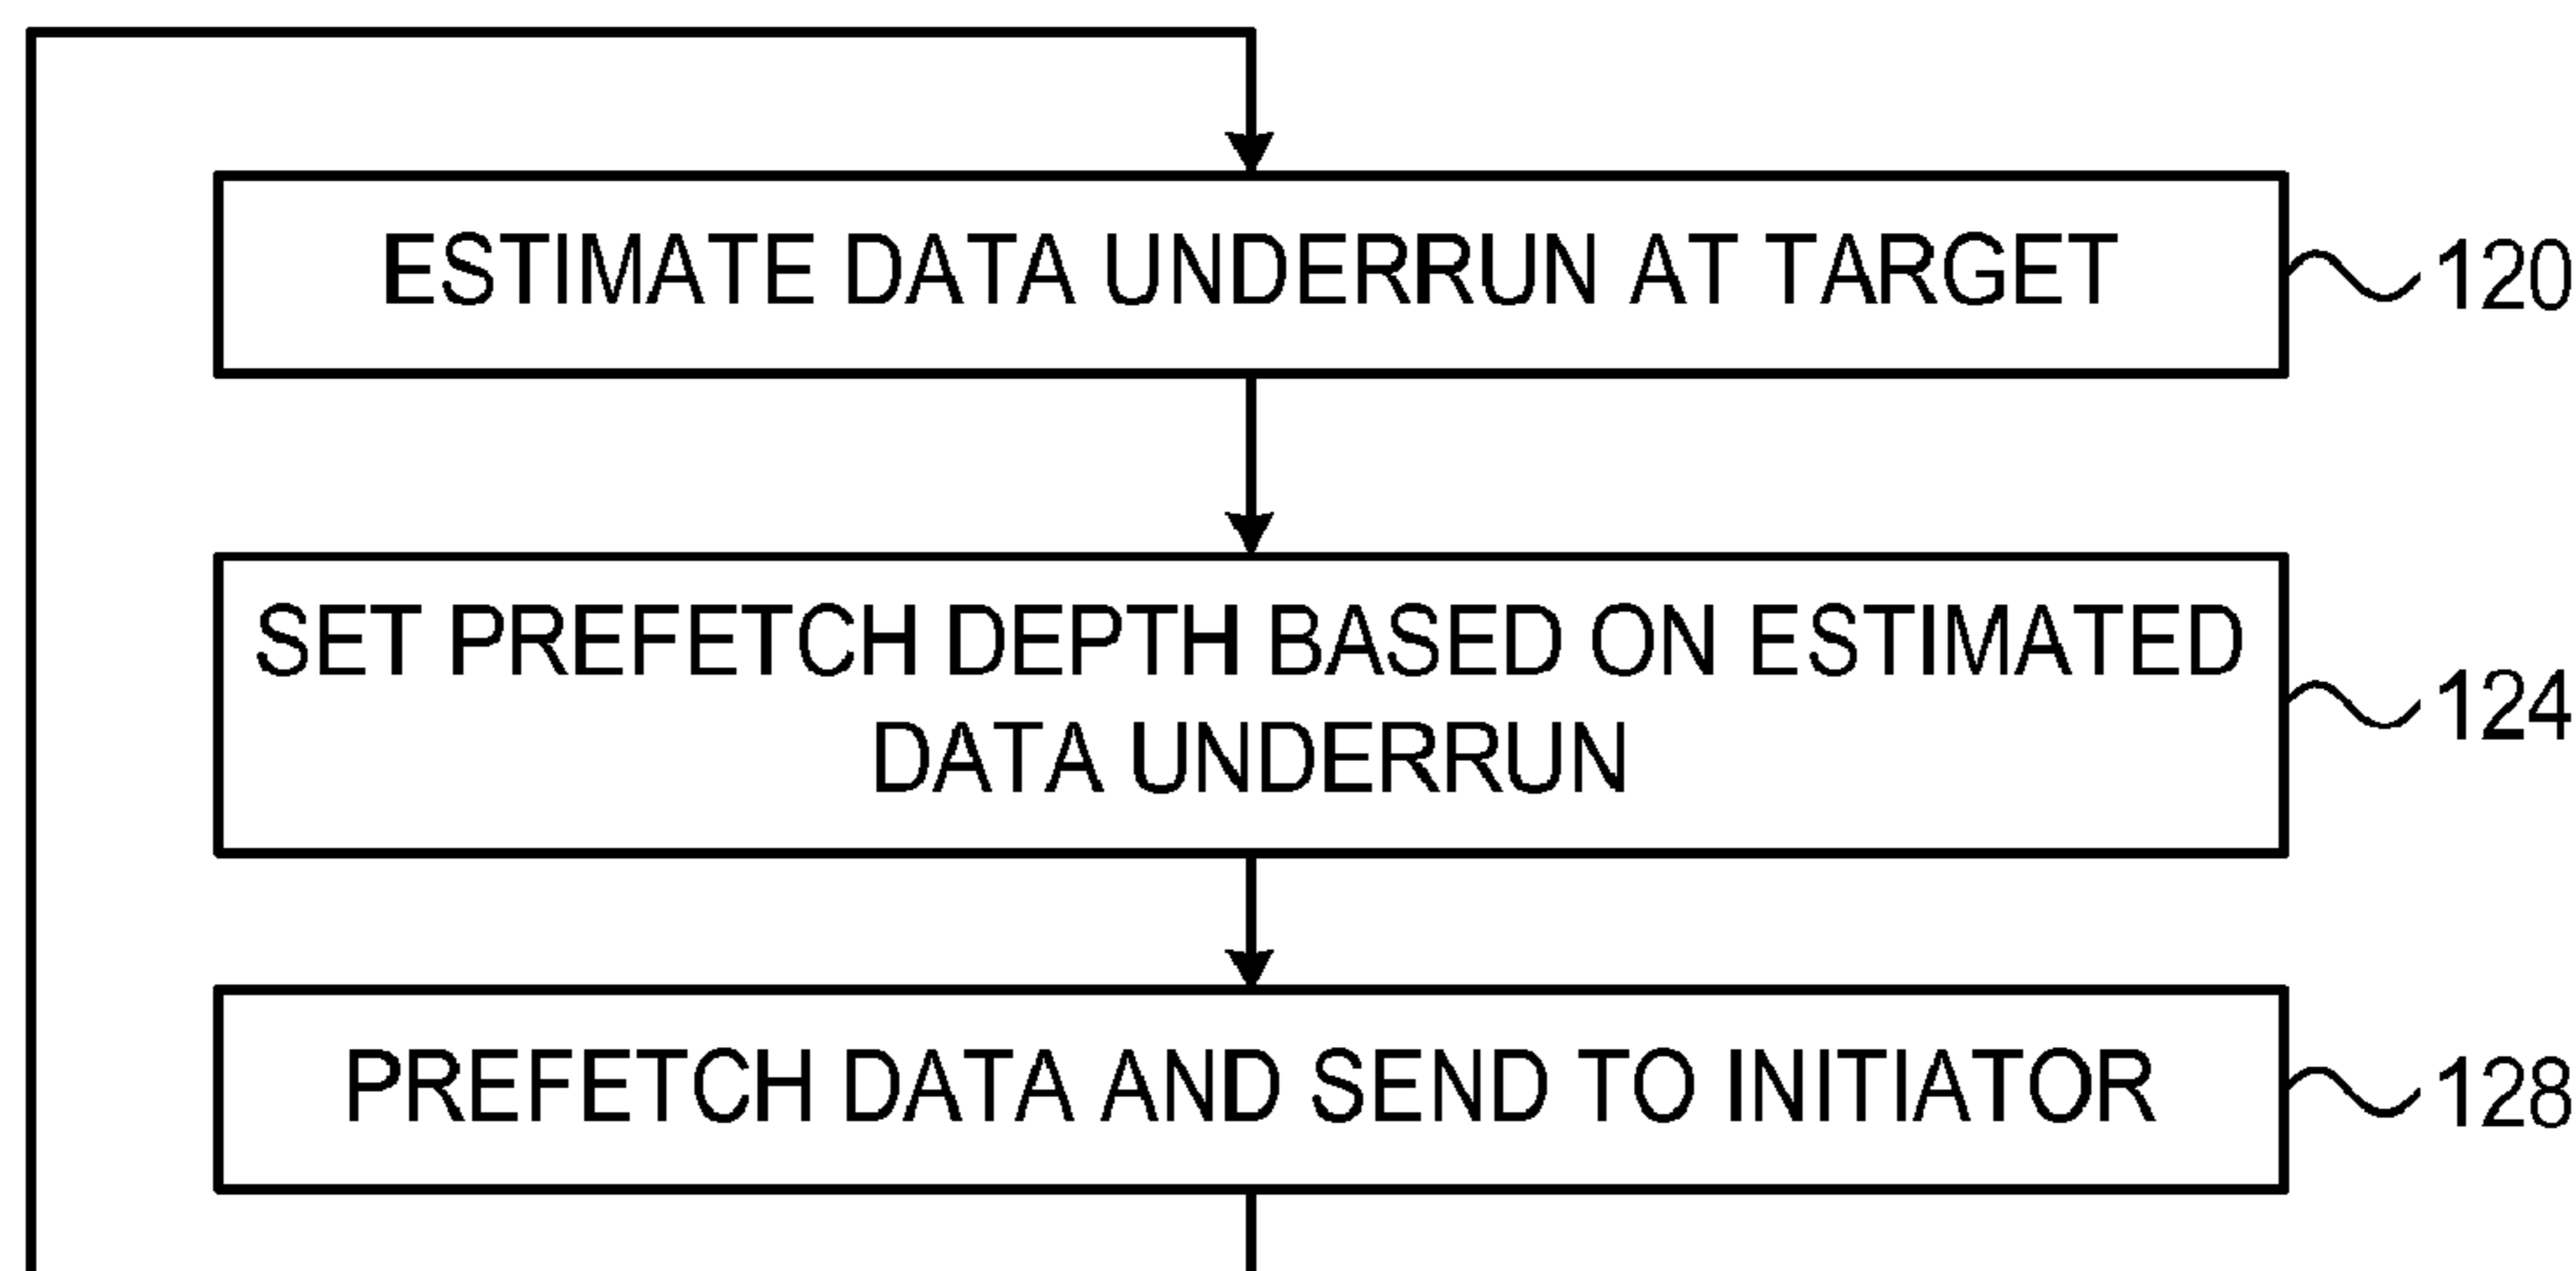 ESTIMATE DATA UNDERRUN AT TARGET
120
SET PREFETCH DEPTH BASED ON ESTIMATED
DATA UNDERRUN
124
PREFETCH DATA AND SEND TO INITIATOR
128